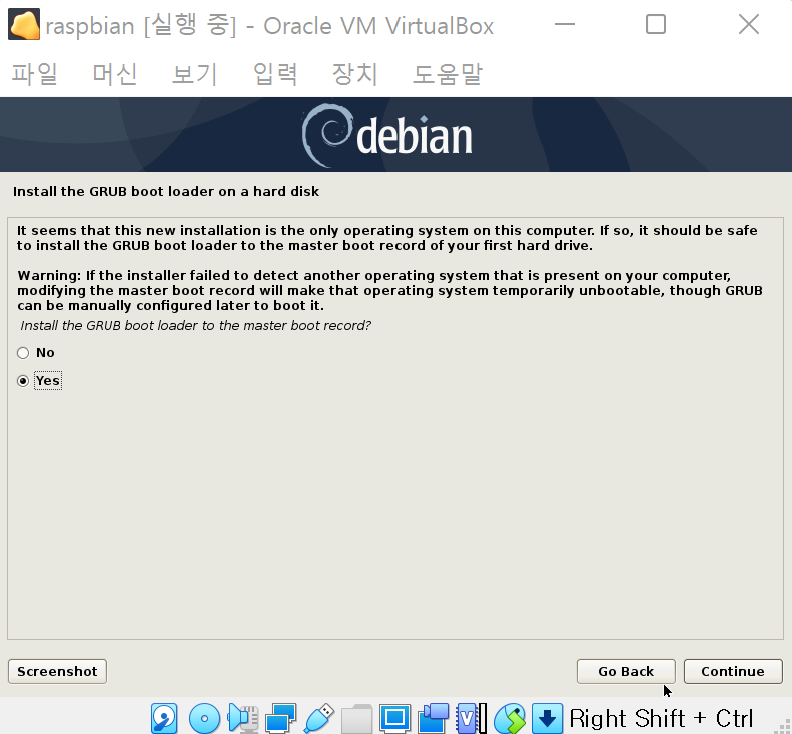 raspbian [실행 중] - Oracle VM VirtualBox
파일 머신 보기 입력 장치 도움말
debian
Install the GRUB boot loader on a hard disk
It seems that this new installation is the only operating system on this computer. If so, it should be safe
to install the GRUB boot loader to the master boot record of your first hard drive.
Warning: If the installer failed to detect another operating system that is present on your computer,
modifying the master boot record will make that operating system temporarily unbootable, though GRUB
can be manually configured later to boot it.
Install the GRUB boot loader to the master boot record?
No
Yes
Screenshot Go Back Continue
Right Shift + Ctrl